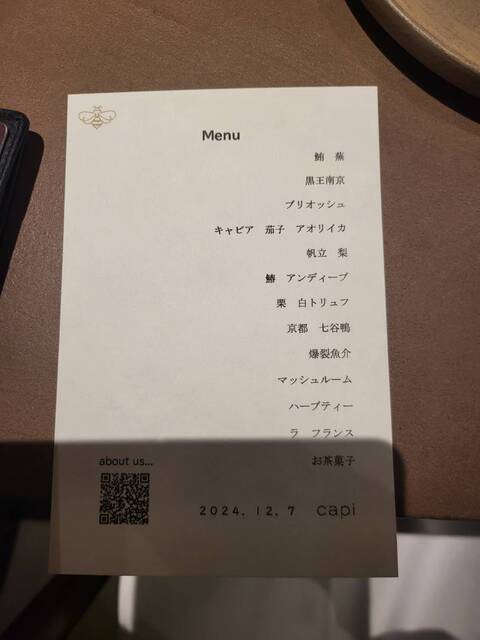 Menu
鮪 蕪
黒王南京
ブリオッシュ
キャビア 茄子 アオリイカ
帆立 梨
鰆 アンディーブ
栗 白トリュフ
京都 七谷鴨
爆裂魚介
マッシュルーム
ハーブティー
ラ フランス
お茶菓子
about us...
2024.12.7 capi